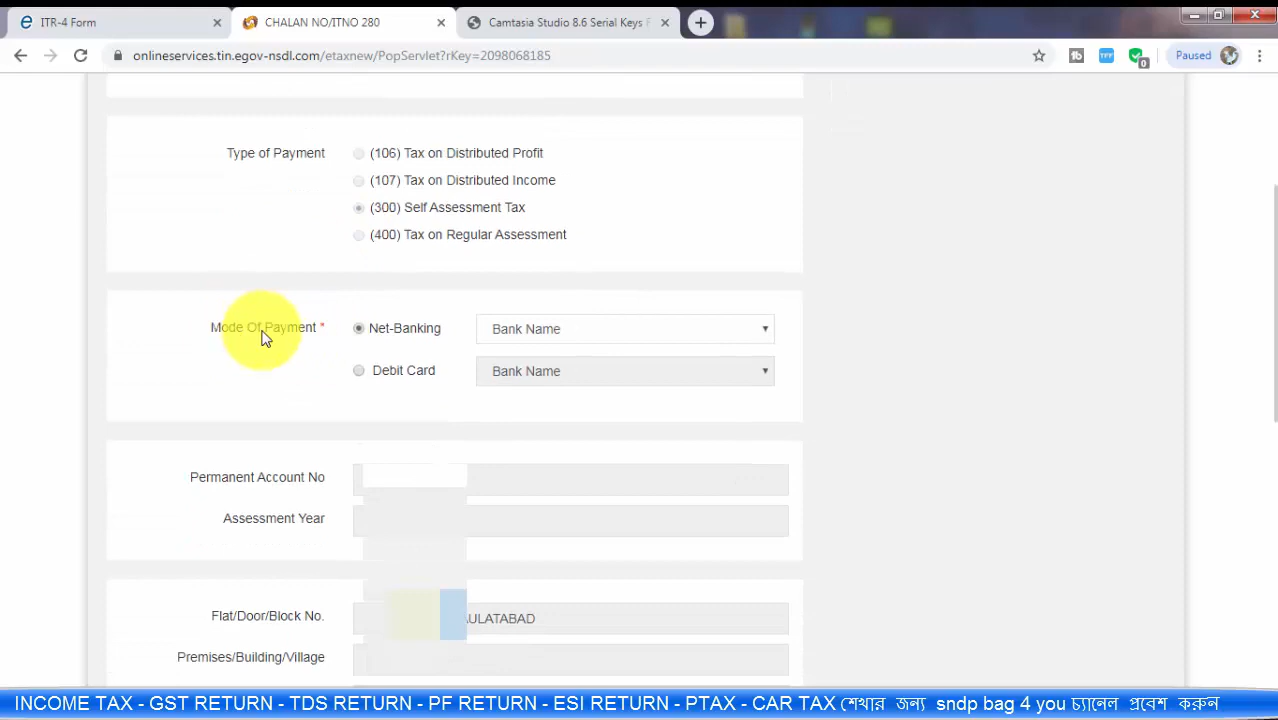 ITR-4 Form
CHALAN NO/ITNO 280
Camtasia Studio 8.6 Serial Keys F
onlineservices.tin.egov-nsdl.com/etaxnew/PopServlet?rKey=2098068185
tb
TFF
0
Paused
Type of Payment
(106) Tax on Distributed Profit
(107) Tax on Distributed Income
(300) Self Assessment Tax
(400) Tax on Regular Assessment
Mode Of Payment *
Net-Banking
Bank Name
Debit Card
Bank Name
Permanent Account No
Assessment Year
Flat/Door/Block No.
ULATABAD
Premises/Building/Village
INCOME TAX - GST RETURN - TDS RETURN - PF RETURN - ESI RETURN - PTAX - CAR TAX শেখার জন্য sndp bag 4 you চ্যানেল প্রবেশ করুন